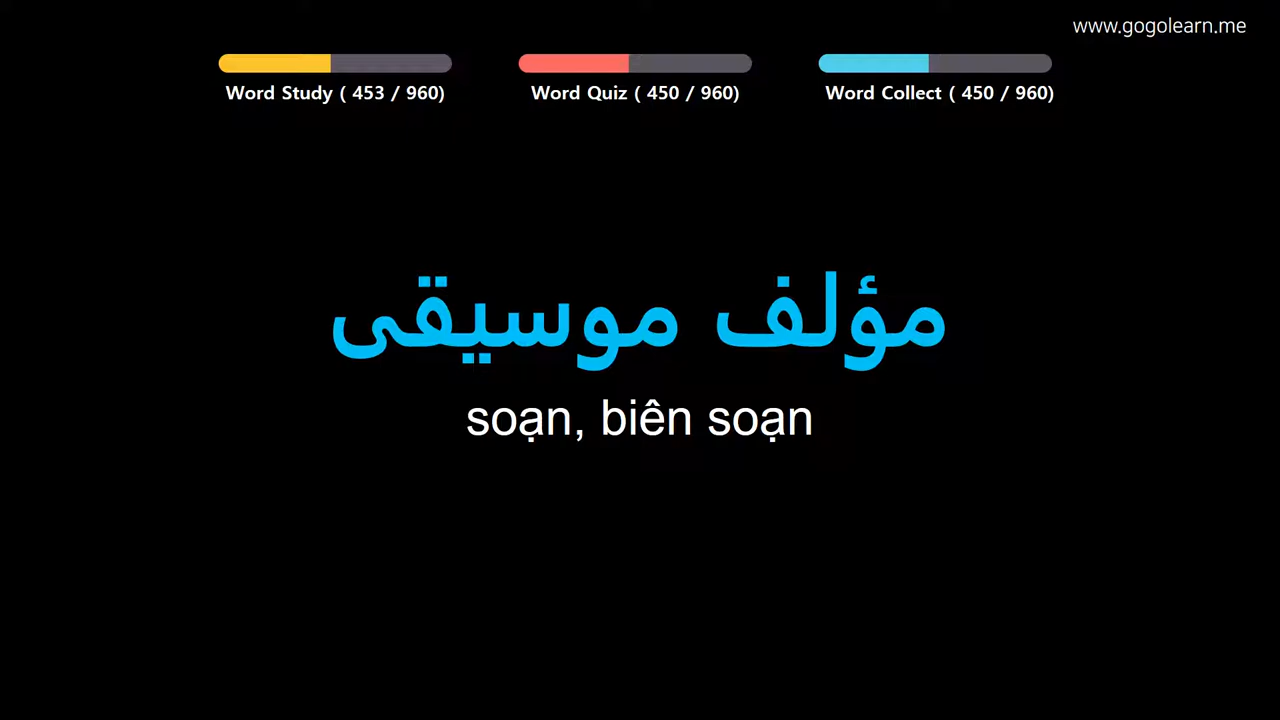 www.gogolearn.me
Word Study ( 453 / 960)
Word Quiz ( 450 / 960)
Word Collect ( 450 / 960)
مؤلف موسيقى
soạn, biên soạn